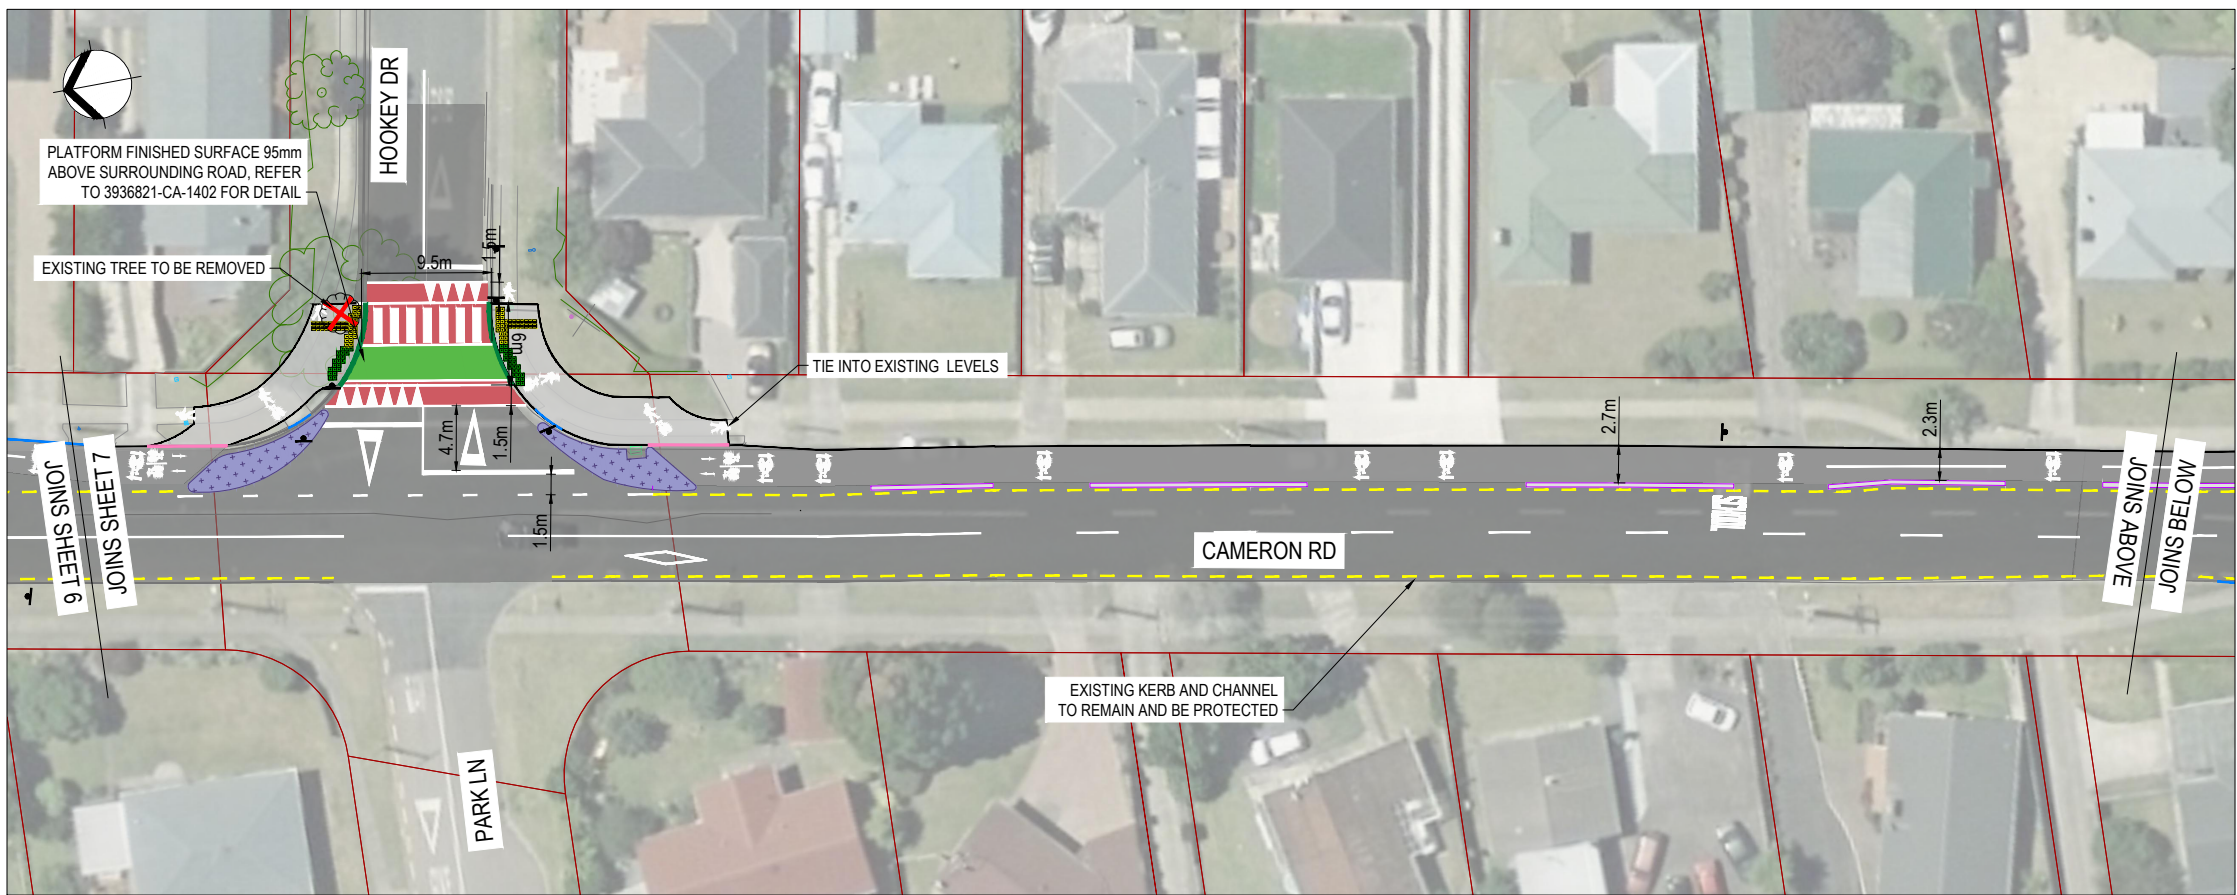 HOOKEY DR
PLATFORM FINISHED SURFACE 95mm
ABOVE SURROUNDING ROAD, REFER
TO 3936821-CA-1402 FOR DETAIL
EXISTING TREE TO BE REMOVED
9.5m
6m
TIE INTO EXISTING LEVELS
4.7m
1.5m
1.5m
2.7m
2.3m
JOINS SHEET 6
JOINS SHEET 7
CAMERON RD
JOINS ABOVE
JOINS BELOW
EXISTING KERB AND CHANNEL
TO REMAIN AND BE PROTECTED
PARK LN